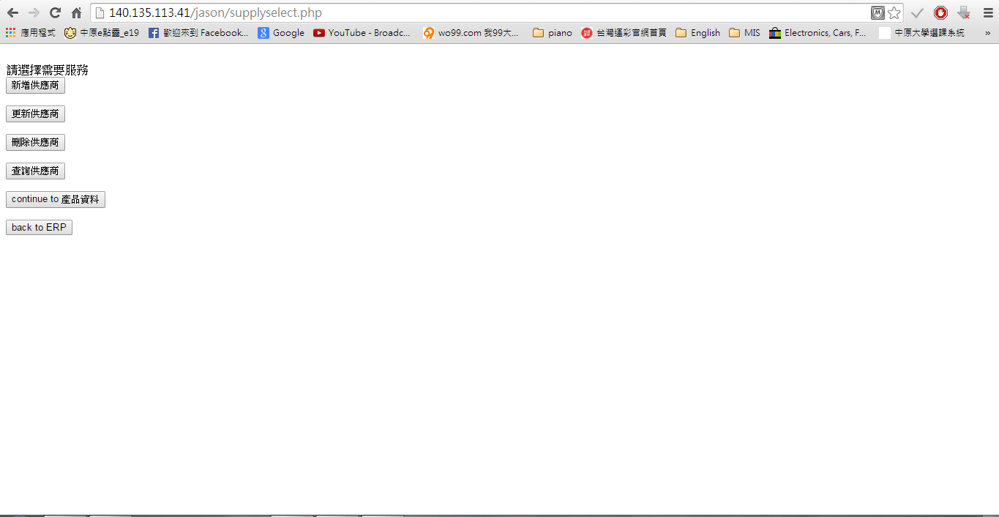 140.135.113.41/jason/supplyselect.php
應用程式 中原e點靈_e19 歡迎來到 Facebook... Google YouTube - Broadc... wo99.com 我99大... piano 台灣運彩官網首頁 English MIS Electronics, Cars, F... 中原大學選課系統 »
請選擇需要服務
新增供應商
更新供應商
刪除供應商
查詢供應商
continue to 產品資料
back to ERP